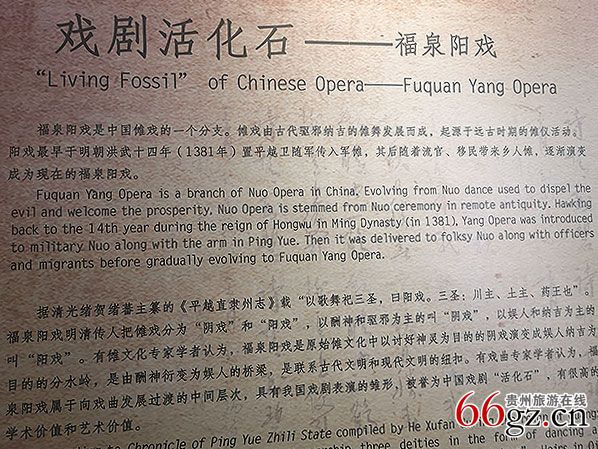 戏剧活化石——福泉阳戏
“Living Fossil” of Chinese Opera——Fuquan Yang Opera
福泉阳戏是中国傩戏的一个分支。傩戏由古代驱邪纳吉的傩舞发展而成，起源于远古时期的傩仪活动。
阳戏最早于明朝洪武十四年（1381年）置平越卫随军传入军傩，其后随着流官、移民带来乡人傩，逐渐演变
成为现在的福泉阳戏。
Fuquan Yang Opera is a branch of Nuo Opera in China. Evolving from Nuo dance used to dispel the
evil and welcome the prosperity, Nuo Opera is stemmed from Nuo ceremony in remote antiquity. Hawking
back to the 14th year during the reign of Hongwu in Ming Dynasty (in 1381), Yang Opera was introduced
to military Nuo along with the arm in Ping Yue. Then it was delivered to folksy Nuo along with officers
and migrants before gradually evolving to Fuquan Yang Opera.
据清光绪贺绪蕃主纂的《平越直隶州志》载“以歌舞祀三圣，曰阳戏。三圣：川主、土主、药王也”。
福泉阳戏明清传人把傩戏分为“阴戏”和“阳戏”，以酬神和驱邪为主的叫“阴戏”，以娱人和纳吉为主的
叫“阳戏”。有傩文化专家学者认为，福泉阳戏是原始傩文化中以讨好神灵为目的的阴戏演变成娱人纳吉为
目的的分水岭，是由酬神衍变为娱人的桥梁，是联系古代文明和现代文明的纽扣。有戏曲专家学者认为，福
泉阳戏属于向戏曲发展过渡的中间层次，具有我国戏剧表演的雏形，被誉为中国戏剧“活化石”，有很高的
学术价值和艺术价值。
to Chronicle of Ping Yue Zhili State compiled by He Xufan
three deities in the form of dancing a
贵州旅游在线
66gz.cn